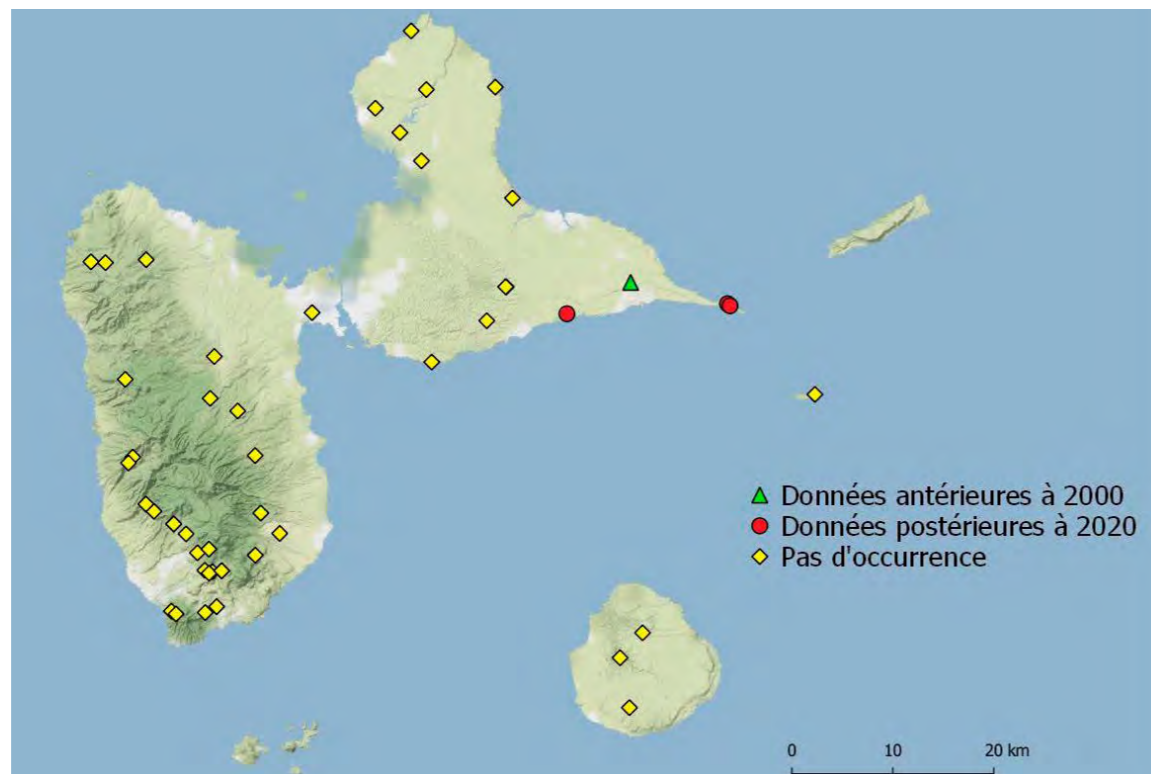 Données antérieures à 2000
Données postérieures à 2020
Pas d'occurrence
0 10 20 km